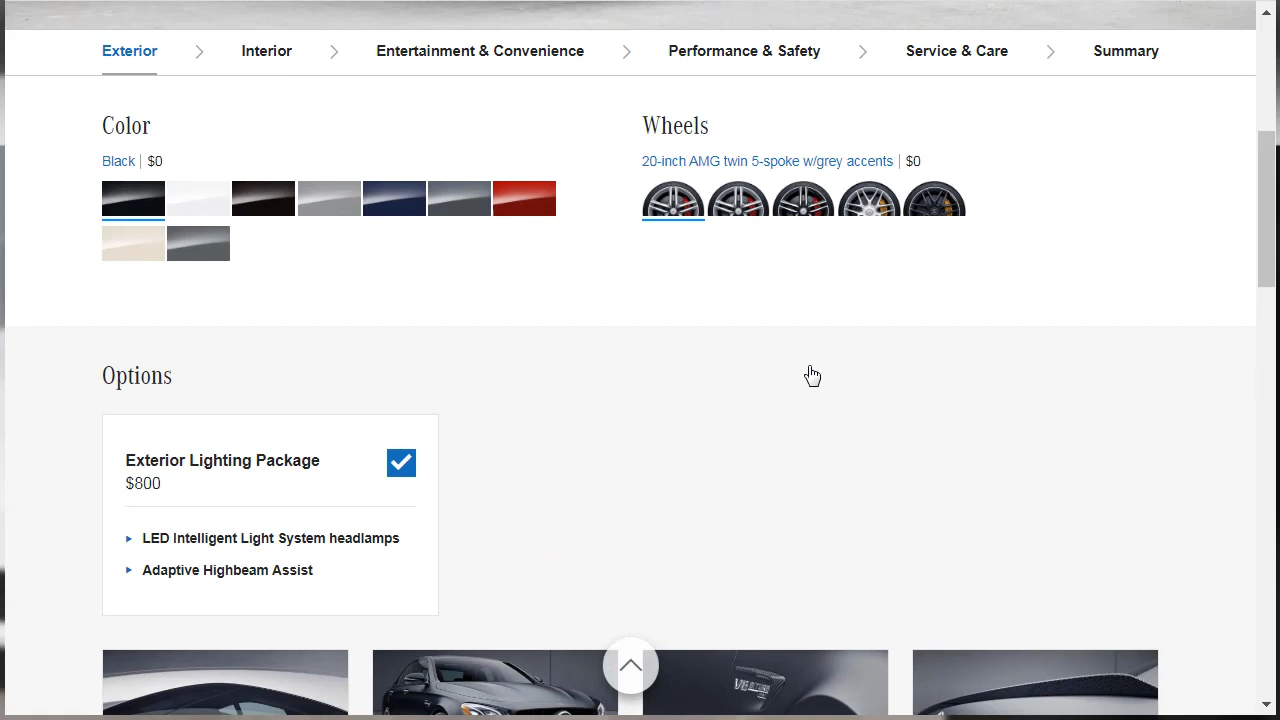 Exterior
Interior
Entertainment & Convenience
Performance & Safety
Service & Care
Summary
Color
Black | $0
Wheels
20-inch AMG twin 5-spoke w/grey accents | $0
Options
Exterior Lighting Package
$800
LED Intelligent Light System headlamps
Adaptive Highbeam Assist